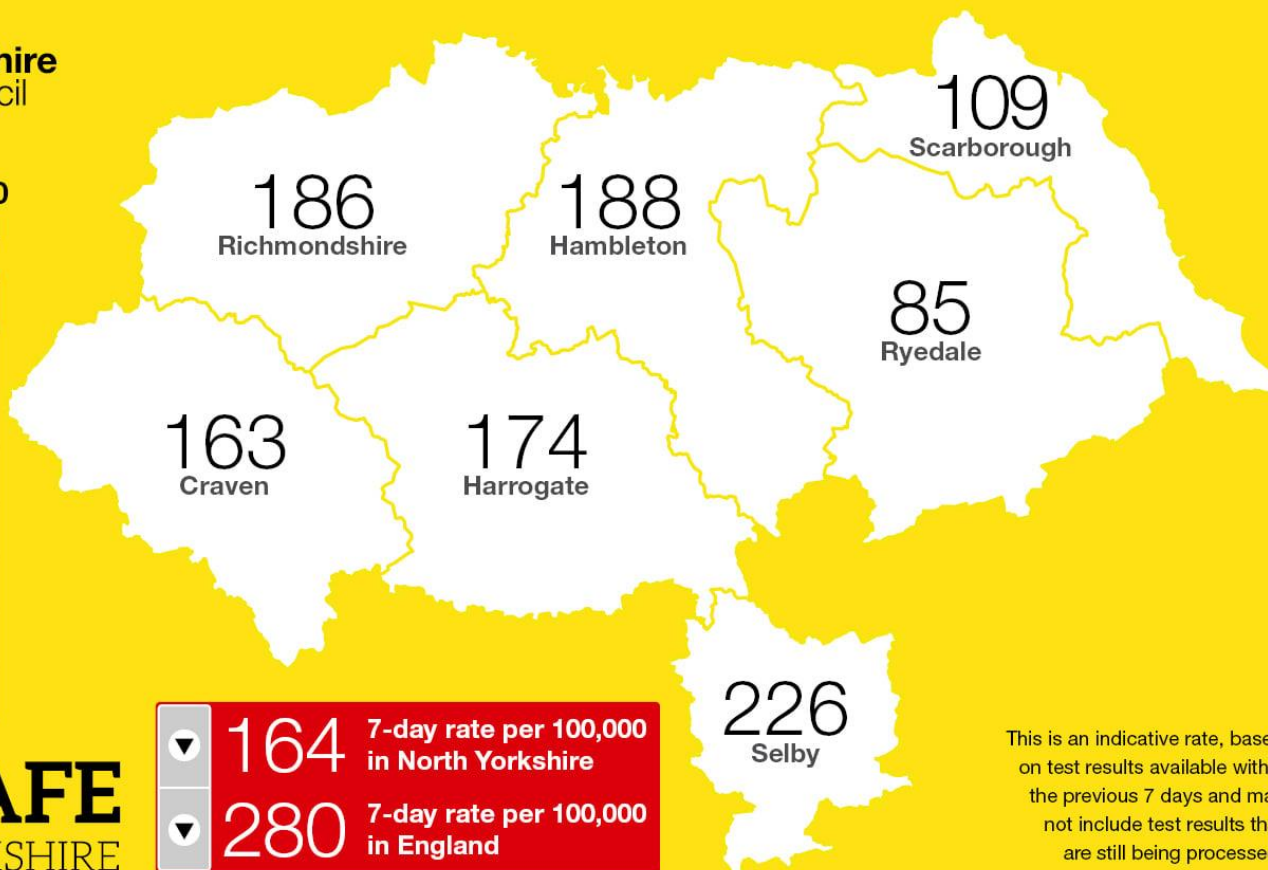 hire
cil
0
109
Scarborough
186
Richmondshire
188
Hambleton
85
Ryedale
163
Craven
174
Harrogate
226
Selby
AFE
KSHIRE
164 7-day rate per 100,000
in North Yorkshire
280 7-day rate per 100,000
in England
This is an indicative rate, base
on test results available with
the previous 7 days and ma
not include test results th
are still being processe